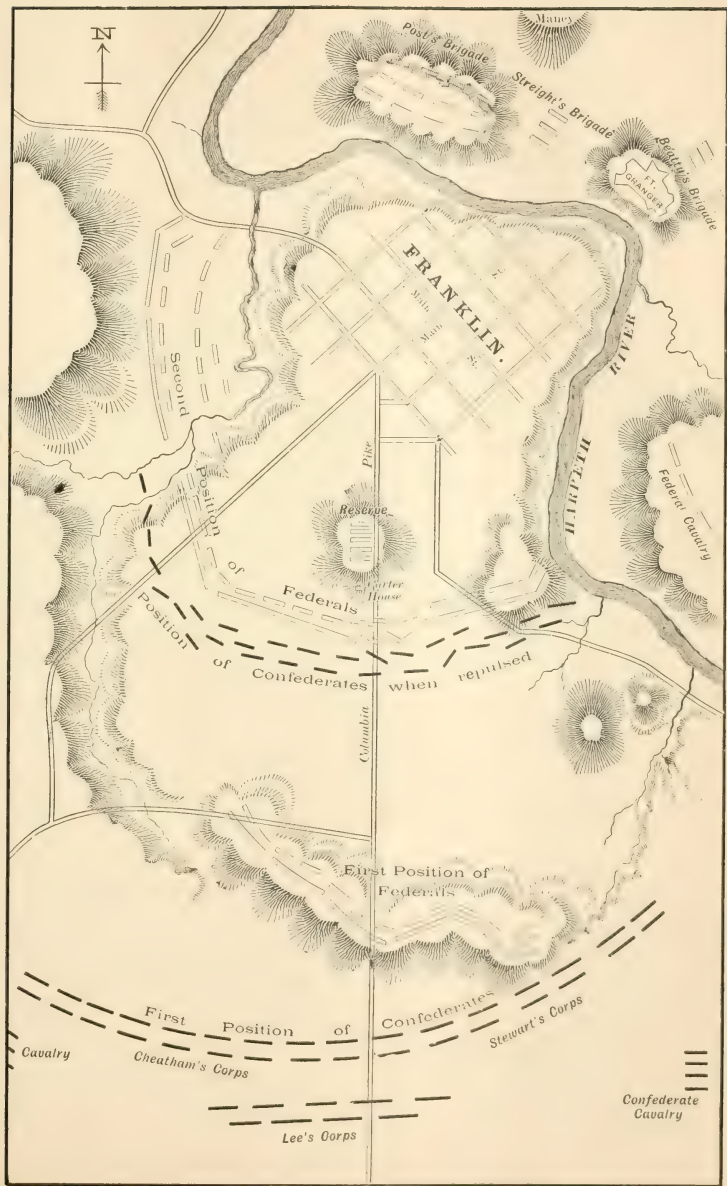 N
Maney
Post's Brigade
Streight's Brigade
Beatty's Brigade
FT.
GRANGER
FRANKLIN.
Main
Main
St.
HARPETH RIVER
Federal Cavalry
Second Position of Federals
Pike
Reserve
Carter
House
Position of Confederates when repulsed
Columbia
First Position of
Federals
First Position of Confederates
Cavalry
Cheatham's Corps
Stewart's Corps
Lee's Corps
Confederate
Cavalry